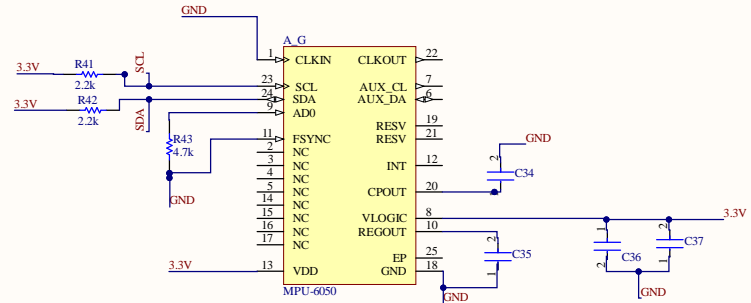 GND
A_G
R41
3.3V
2.2k
SCL
R42
3.3V
2.2k
SDA
R43
4.7k
GND
3.3V
1 CLKIN
23 SCL
24 SDA
9 AD0
11 FSYNC
2 NC
3 NC
4 NC
5 NC
14 NC
15 NC
16 NC
17 NC
13 VDD
CLKOUT 22
AUX_CL 7
AUX_DA 6
RESV 19
RESV 21
INT 12
CPOUT 20
VLOGIC 8
REGOUT 10
EP 25
GND 18
MPU-6050
GND
2
C34
1
2
C35
1
GND
3.3V
1
C36
2
2
C37
1
GND